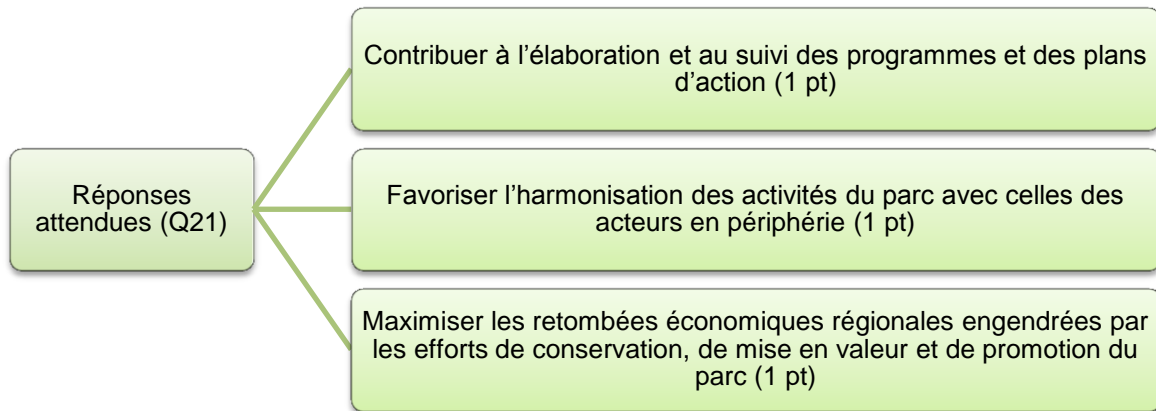 Réponses
attendues (Q21)
Contribuer à l’élaboration et au suivi des programmes et des plans
d’action (1 pt)
Favoriser l’harmonisation des activités du parc avec celles des
acteurs en périphérie (1 pt)
Maximiser les retombées économiques régionales engendrées par
les efforts de conservation, de mise en valeur et de promotion du
parc (1 pt)